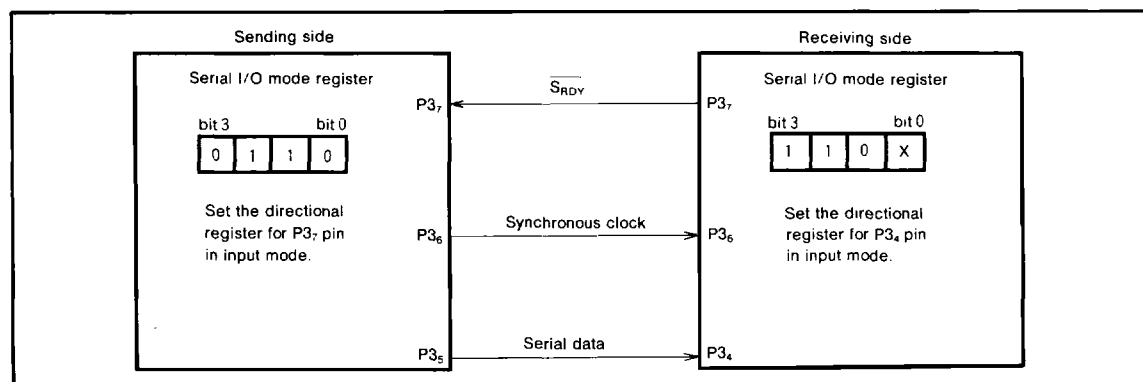 Sending side
Serial I/O mode register
bit 3 bit 0
0 1 1 0
Set the directional
register for P3₇ pin
in input mode.
P3₇
P3₆
P3₅
S̅R̅D̅Y̅
Synchronous clock
Serial data
Receiving side
Serial I/O mode register
P3₇
bit 3 bit 0
1 1 0 X
Set the directional
register for P3₄ pin
in input mode.
P3₆
P3₄